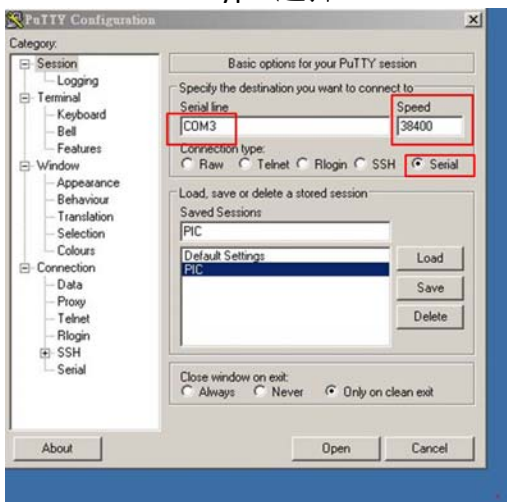 PuTTY Configuration
Category:
Session
Logging
Terminal
Keyboard
Bell
Features
Window
Appearance
Behaviour
Translation
Selection
Colours
Connection
Data
Proxy
Telnet
Rlogin
SSH
Serial
Basic options for your PuTTY session
Specify the destination you want to connect to
Serial line Speed
COM3 38400
Connection type:
Raw Telnet Rlogin SSH Serial
Load, save or delete a stored session
Saved Sessions
PIC
Default Settings
PIC
Load
Save
Delete
Close window on exit:
Always Never Only on clean exit
About Open Cancel